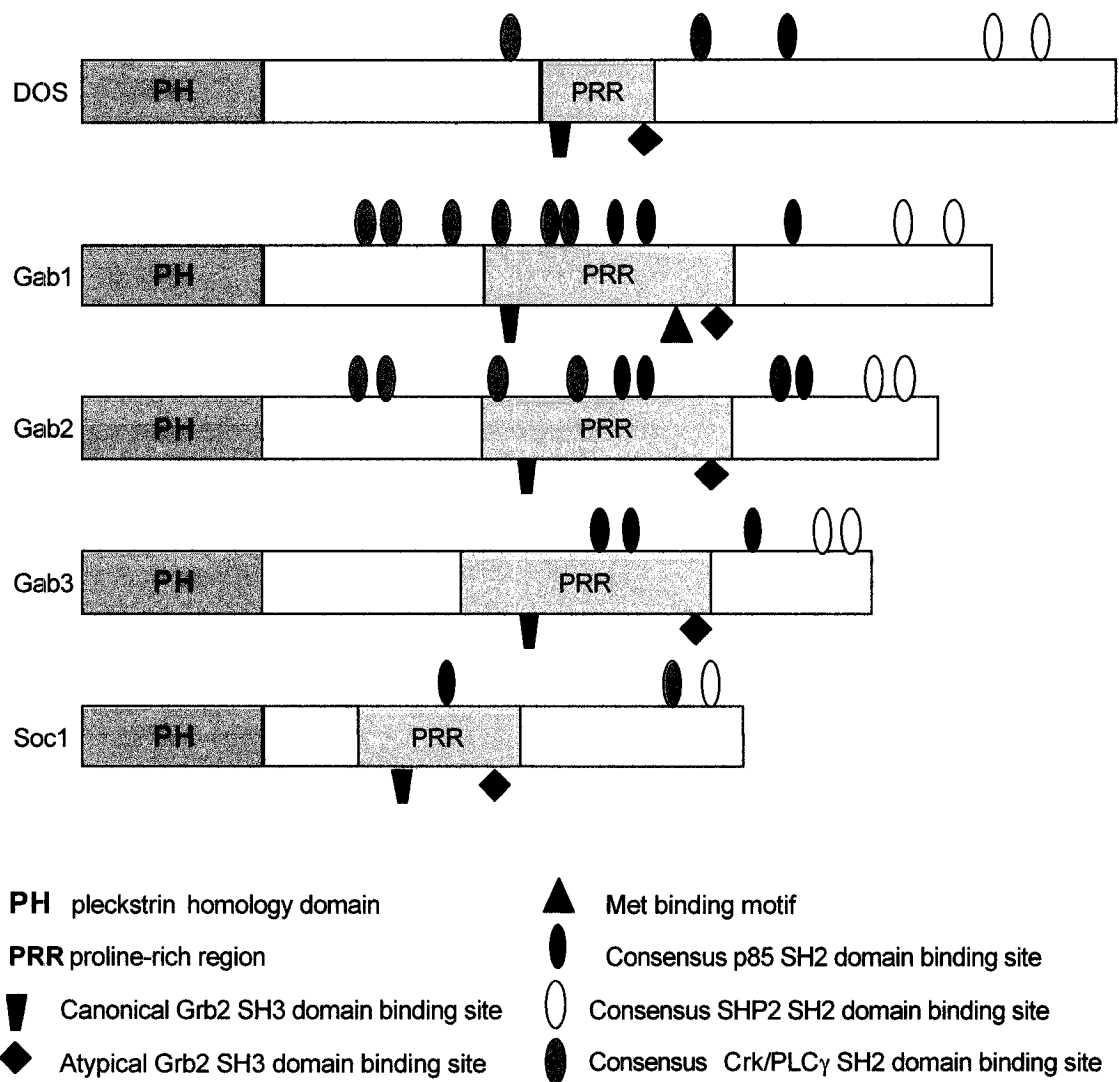 DOS PH PRR
Gab1 PH PRR
Gab2 PH PRR
Gab3 PH PRR
Soc1 PH PRR
PH pleckstrin homology domain
PRR proline-rich region
Canonical Grb2 SH3 domain binding site
Atypical Grb2 SH3 domain binding site
Met binding motif
Consensus p85 SH2 domain binding site
Consensus SHP2 SH2 domain binding site
Consensus Crk/PLCγ SH2 domain binding site